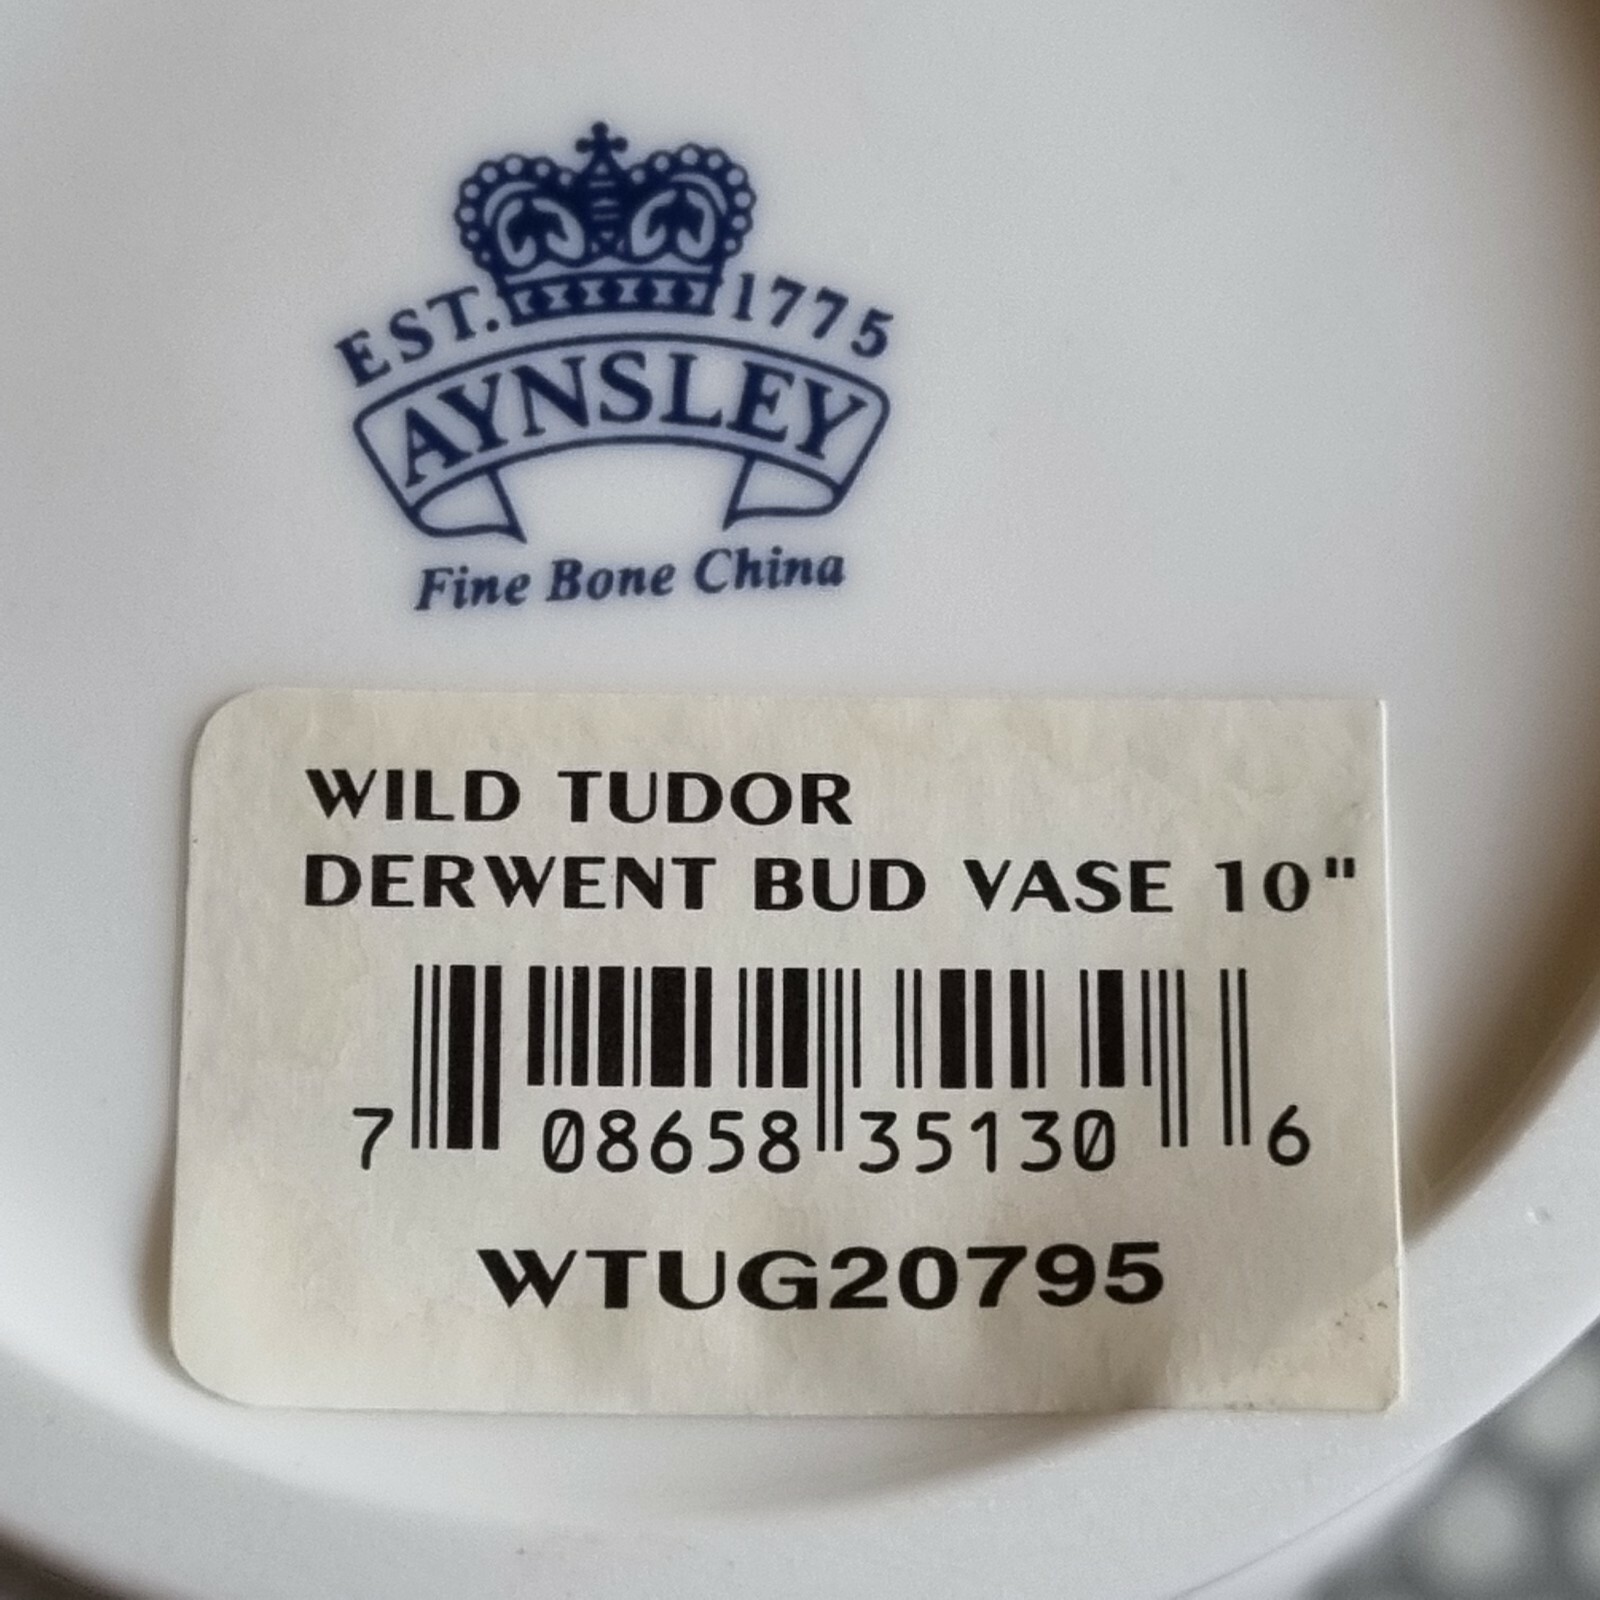 EST. 1775
AYNSLEY
Fine Bone China
WILD TUDOR
DERWENT BUD VASE 10"
7 08658 35130 6
WTUG20795